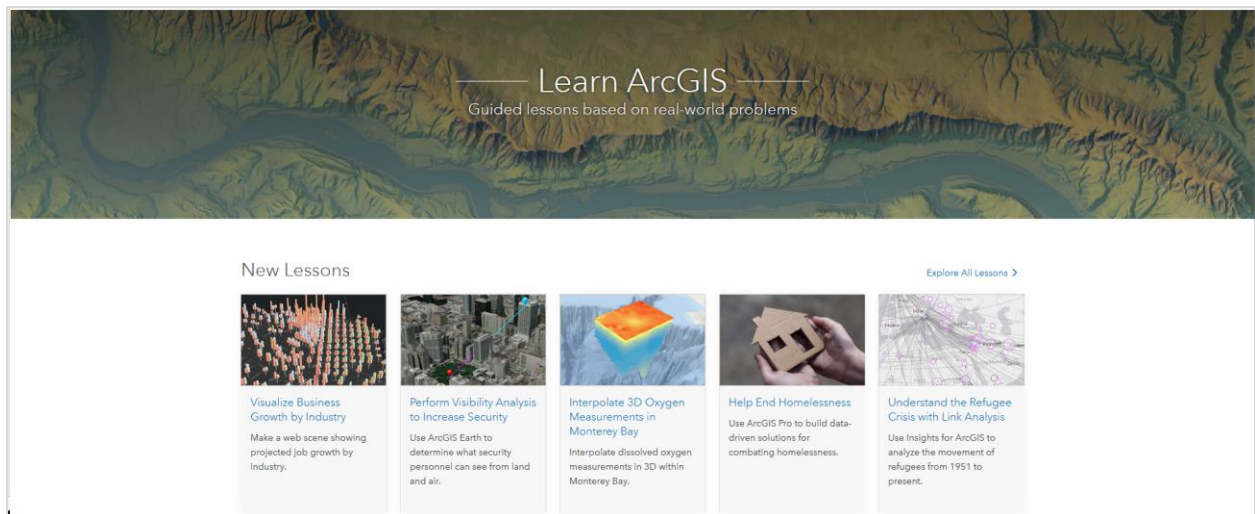 Learn ArcGIS
Guided lessons based on real-world problems
New Lessons
Explore All Lessons >
Visualize Business
Growth by Industry
Make a web scene showing
projected job growth by
industry.
Perform Visibility Analysis
to Increase Security
Use ArcGIS Earth to
determine what security
personnel can see from land
and air.
Interpolate 3D Oxygen
Measurements in
Monterey Bay
Interpolate dissolved oxygen
measurements in 3D within
Monterey Bay.
Help End Homelessness
Use ArcGIS Pro to build data-
driven solutions for
combating homelessness.
Understand the Refugee
Crisis with Link Analysis
Use Insights for ArcGIS to
analyze the movement of
refugees from 1951 to
present.